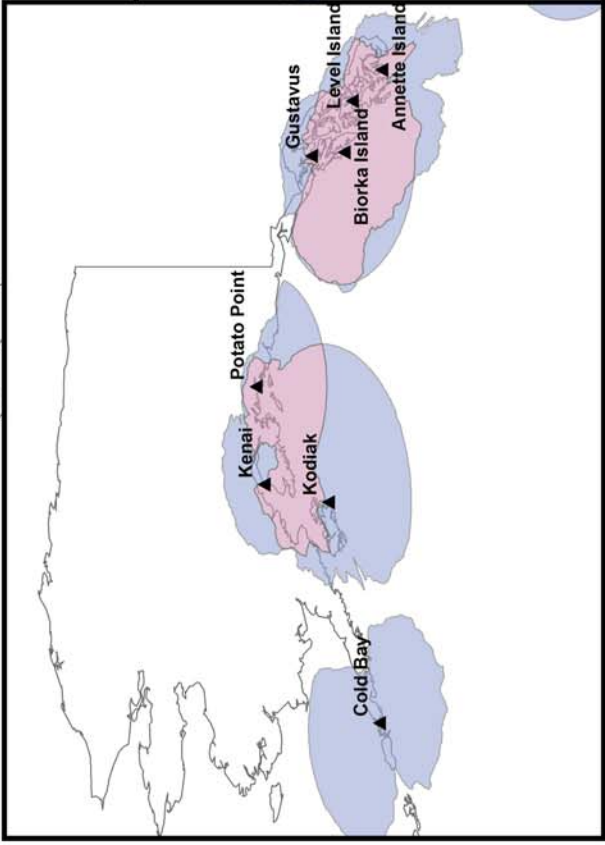 Gustavus
Level Island
Annette Island
Biorka Island
Potato Point
Kenai
Kodiak
Cold Bay